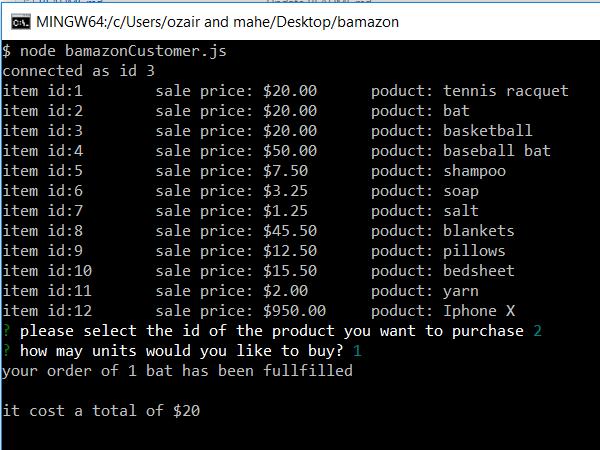 MINGW64:/c/Users/ozair and mahe/Desktop/bamazon
$ node bamazonCustomer.js
connected as id 3
item id:1 sale price: $20.00 poduct: tennis racquet
item id:2 sale price: $20.00 poduct: bat
item id:3 sale price: $20.00 poduct: basketball
item id:4 sale price: $50.00 poduct: baseball bat
item id:5 sale price: $7.50 poduct: shampoo
item id:6 sale price: $3.25 poduct: soap
item id:7 sale price: $1.25 poduct: salt
item id:8 sale price: $45.50 poduct: blankets
item id:9 sale price: $12.50 poduct: pillows
item id:10 sale price: $15.50 poduct: bedsheet
item id:11 sale price: $2.00 poduct: yarn
item id:12 sale price: $950.00 poduct: Iphone X
? please select the id of the product you want to purchase 2
? how may units would you like to buy? 1
your order of 1 bat has been fullfilled
it cost a total of $20